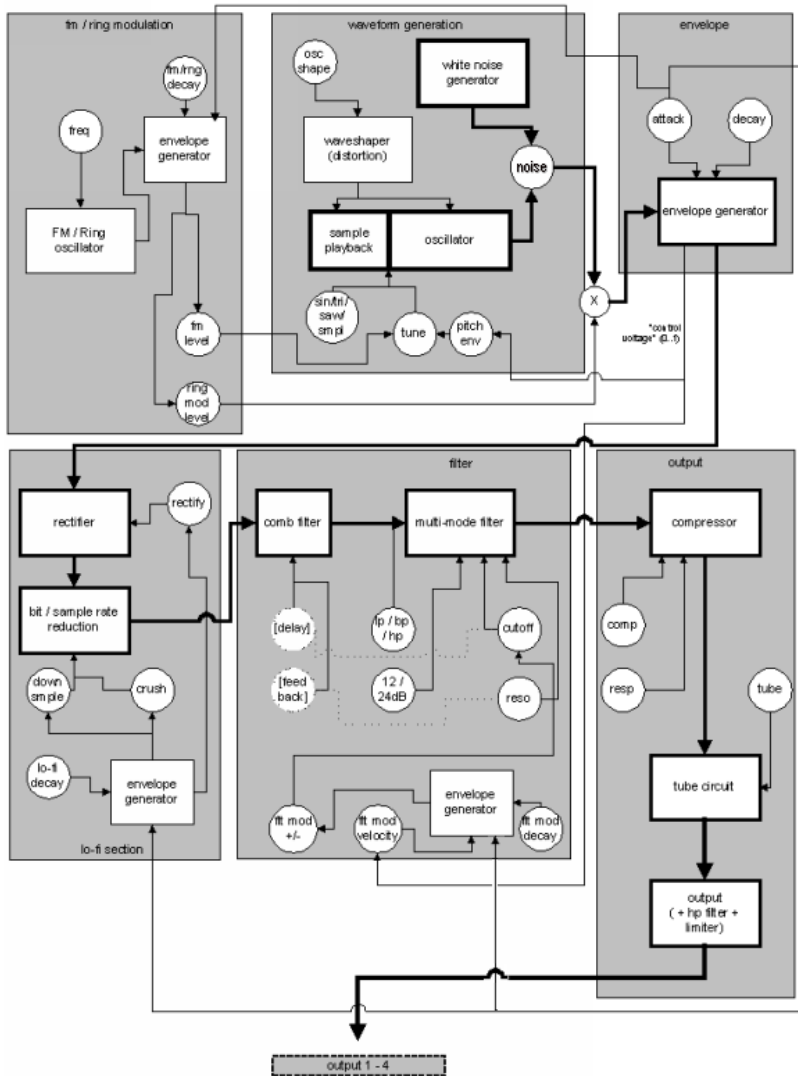 fm / ring modulation
fm/rng
decay
freq
envelope
generator
FM / Ring
oscillator
fm
level
ring
mod
level
waveform generation
osc
shape
white noise
generator
waveshaper
(distortion)
noise
sample
playback
oscillator
sin/tri/
saw/
smpl
tune
pitch
env
X
envelope
attack
decay
envelope generator
"control
voltage" (0..1)
rectifier
rectify
bit / sample rate
reduction
down
smple
crush
lo-fi
decay
envelope
generator
lo-fi section
filter
comb filter
multi-mode filter
[delay]
lp / bp
/ hp
cutoff
[feed
back]
12 /
24dB
reso
flt mod
+/-
flt mod
velocity
envelope
generator
flt mod
decay
output
compressor
comp
resp
tube
tube circuit
output
( + hp filter +
limiter)
output 1 - 4